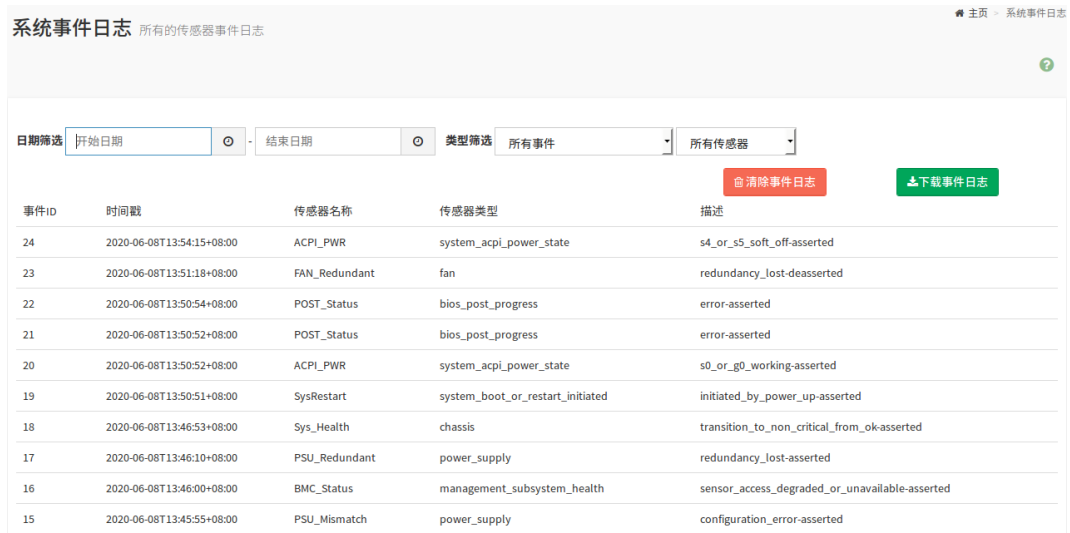 主页 > 系统事件日志
系统事件日志 所有的传感器事件日志
日期筛选 开始日期 - 结束日期 类型筛选 所有事件 所有传感器
清除事件日志 下载事件日志
事件ID 时间戳 传感器名称 传感器类型 描述
24 2020-06-08T13:54:15+08:00 ACPI_PWR system_acpi_power_state s4_or_s5_soft_off-asserted
23 2020-06-08T13:51:18+08:00 FAN_Redundant fan redundancy_lost-deasserted
22 2020-06-08T13:50:54+08:00 POST_Status bios_post_progress error-asserted
21 2020-06-08T13:50:52+08:00 POST_Status bios_post_progress error-asserted
20 2020-06-08T13:50:52+08:00 ACPI_PWR system_acpi_power_state s0_or_g0_working-asserted
19 2020-06-08T13:50:51+08:00 SysRestart system_boot_or_restart_initiated initiated_by_power_up-asserted
18 2020-06-08T13:46:53+08:00 Sys_Health chassis transition_to_non_critical_from_ok-asserted
17 2020-06-08T13:46:10+08:00 PSU_Redundant power_supply redundancy_lost-asserted
16 2020-06-08T13:46:00+08:00 BMC_Status management_subsystem_health sensor_access_degraded_or_unavailable-asserted
15 2020-06-08T13:45:55+08:00 PSU_Mismatch power_supply configuration_error-asserted